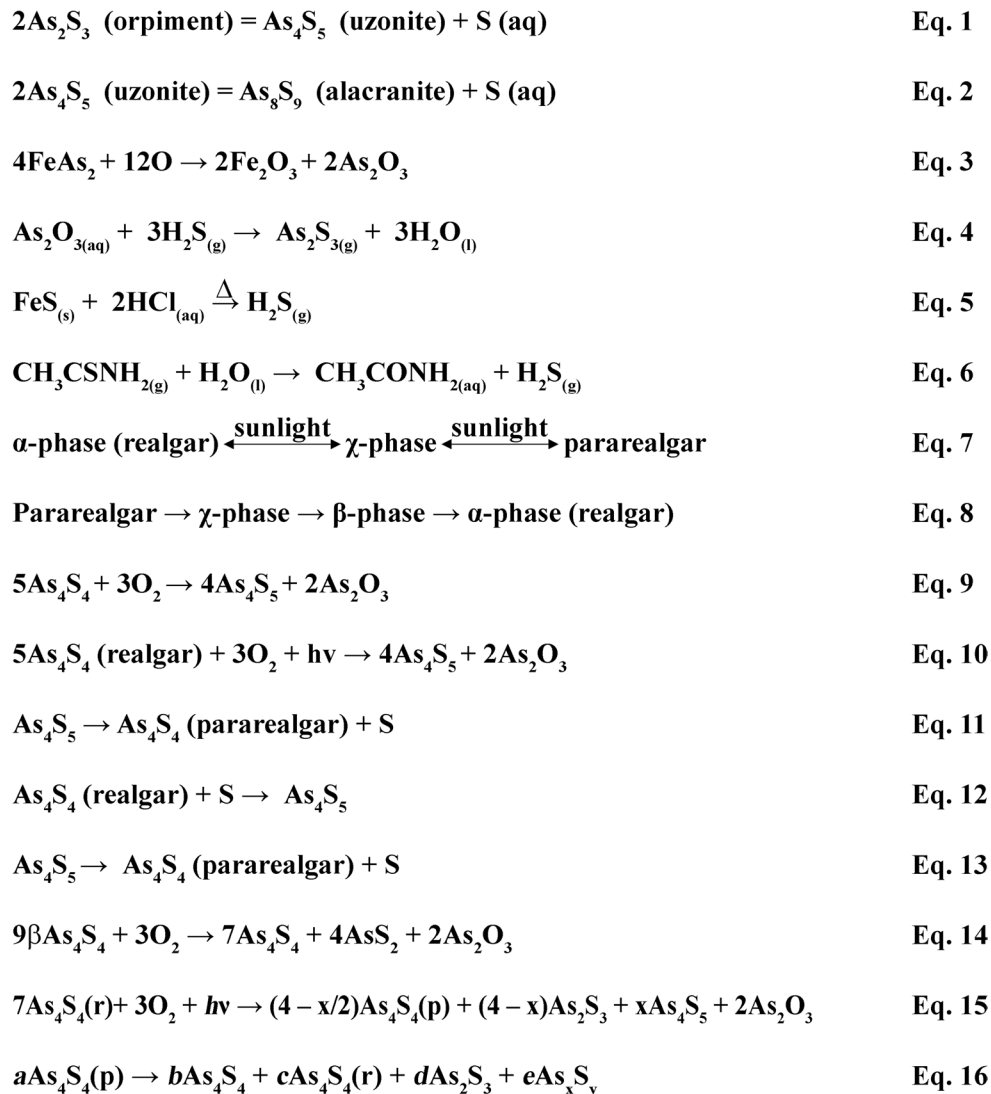 2As₂S₃ (orpiment) = As₄S₅ (uzonite) + S (aq) Eq. 1
2As₄S₅ (uzonite) = As₈S₉ (alacranite) + S (aq) Eq. 2
4FeAs₂ + 12O → 2Fe₂O₃ + 2As₂O₃ Eq. 3
As₂O₃(aq) + 3H₂S(g) → As₂S₃(g) + 3H₂O(l) Eq. 4
FeS(s) + 2HCl(aq) →Δ H₂S(g) Eq. 5
CH₃CSNH₂(g) + H₂O(l) → CH₃CONH₂(aq) + H₂S(g) Eq. 6
α-phase (realgar) ←sunlight→ χ-phase ←sunlight→ pararealgar Eq. 7
Pararealgar → χ-phase → β-phase → α-phase (realgar) Eq. 8
5As₄S₄ + 3O₂ → 4As₄S₅ + 2As₂O₃ Eq. 9
5As₄S₄ (realgar) + 3O₂ + hν → 4As₄S₅ + 2As₂O₃ Eq. 10
As₄S₅ → As₄S₄ (pararealgar) + S Eq. 11
As₄S₄ (realgar) + S → As₄S₅ Eq. 12
As₄S₅ → As₄S₄ (pararealgar) + S Eq. 13
9βAs₄S₄ + 3O₂ → 7As₄S₄ + 4AsS₂ + 2As₂O₃ Eq. 14
7As₄S₄(r)+ 3O₂ + hν → (4 – x/2)As₄S₄(p) + (4 – x)As₂S₃ + xAs₄S₅ + 2As₂O₃ Eq. 15
aAs₄S₄(p) → bAs₄S₄ + cAs₄S₄(r) + dAs₂S₃ + eAsₓSᵧ Eq. 16